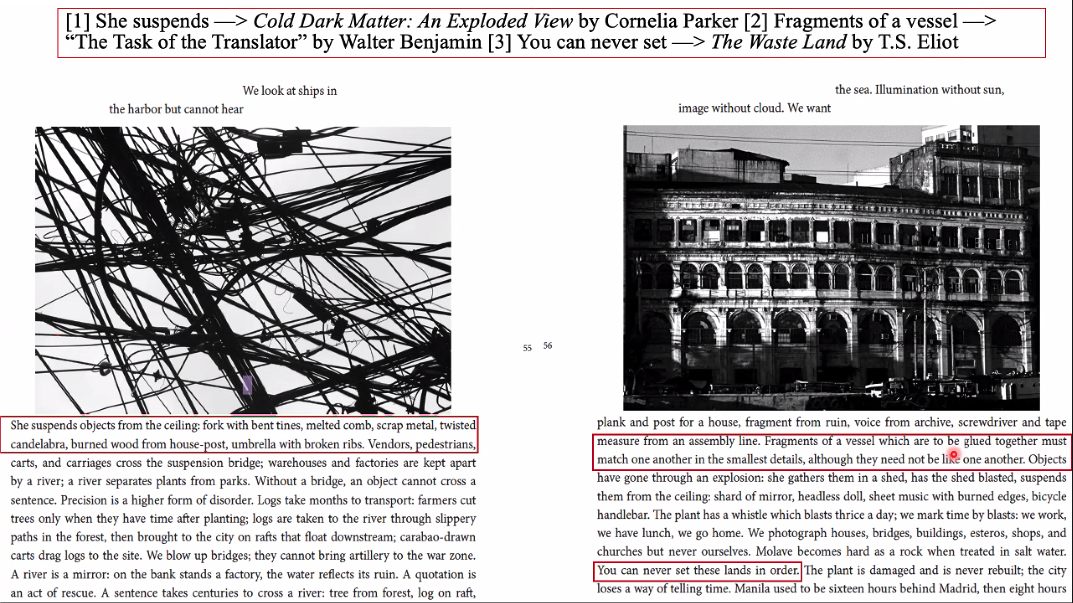 [1] She suspends —> Cold Dark Matter: An Exploded View by Cornelia Parker [2] Fragments of a vessel —>
“The Task of the Translator” by Walter Benjamin [3] You can never set —> The Waste Land by T.S. Eliot
We look at ships in
the harbor but cannot hear
She suspends objects from the ceiling: fork with bent tines, melted comb, scrap metal, twisted
candelabra, burned wood from house-post, umbrella with broken ribs. Vendors, pedestrians,
carts, and carriages cross the suspension bridge; warehouses and factories are kept apart
by a river; a river separates plants from parks. Without a bridge, an object cannot cross a
sentence. Precision is a higher form of disorder. Logs take months to transport: farmers cut
trees only when they have time after planting; logs are taken to the river through slippery
paths in the forest, then brought to the city on rafts that float downstream; carabao-drawn
carts drag logs to the site. We blow up bridges; they cannot bring artillery to the war zone.
A river is a mirror: on the bank stands a factory, the water reflects its ruin. A quotation is
an act of rescue. A sentence takes centuries to cross a river: tree from forest, log on raft,
55
56
the sea. Illumination without sun,
image without cloud. We want
plank and post for a house, fragment from ruin, voice from archive, screwdriver and tape
measure from an assembly line. Fragments of a vessel which are to be glued together must
match one another in the smallest details, although they need not be like one another. Objects
have gone through an explosion: she gathers them in a shed, has the shed blasted, suspends
them from the ceiling: shard of mirror, headless doll, sheet music with burned edges, bicycle
handlebar. The plant has a whistle which blasts thrice a day; we mark time by blasts: we work,
we have lunch, we go home. We photograph houses, bridges, buildings, esteros, shops, and
churches but never ourselves. Molave becomes hard as a rock when treated in salt water.
You can never set these lands in order. The plant is damaged and is never rebuilt; the city
loses a way of telling time. Manila used to be sixteen hours behind Madrid, then eight hours